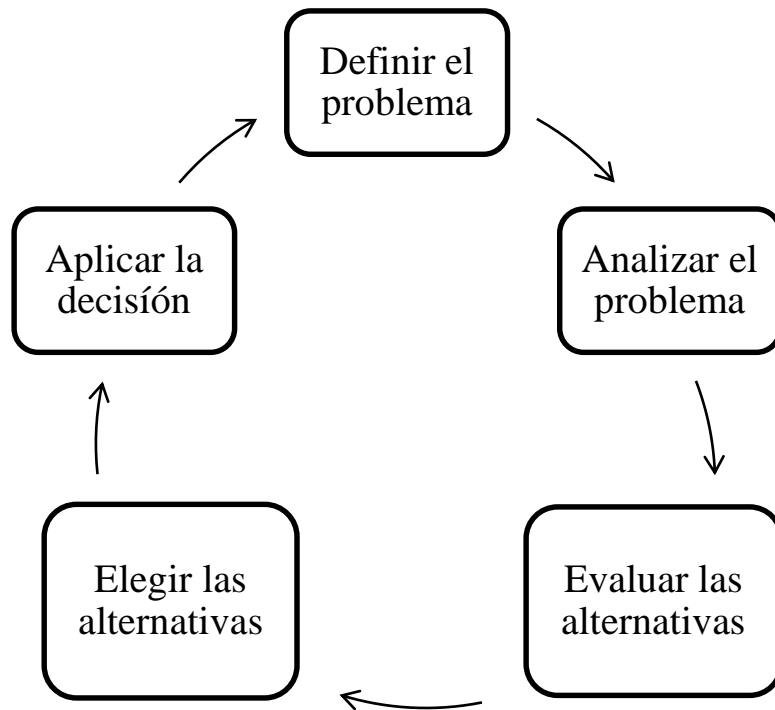 Definir el
problema
Analizar el
problema
Evaluar las
alternativas
Elegir las
alternativas
Aplicar la
decisíón